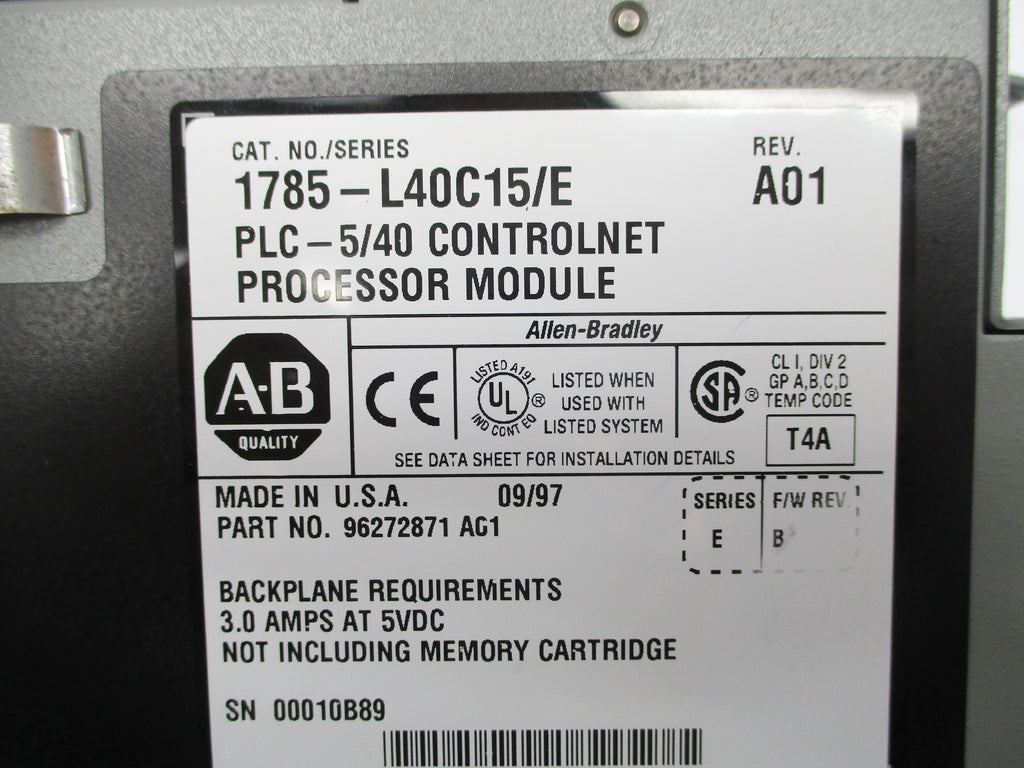 CAT. NO./SERIES
REV.
1785-L40C15/E
A01
PLC-5/40 CONTROLNET
PROCESSOR MODULE
Allen-Bradley
A-B
QUALITY
CE
LISTED A191
UL
IND CONT EQ
®
LISTED WHEN
USED WITH
LISTED SYSTEM
SA
®
CL I, DIV 2
GP A,B,C,D
TEMP CODE
T4A
SEE DATA SHEET FOR INSTALLATION DETAILS
MADE IN U.S.A. 09/97
PART NO. 96272871 A01
SERIES F/W REV.
E B
BACKPLANE REQUIREMENTS
3.0 AMPS AT 5VDC
NOT INCLUDING MEMORY CARTRIDGE
SN 00010B89